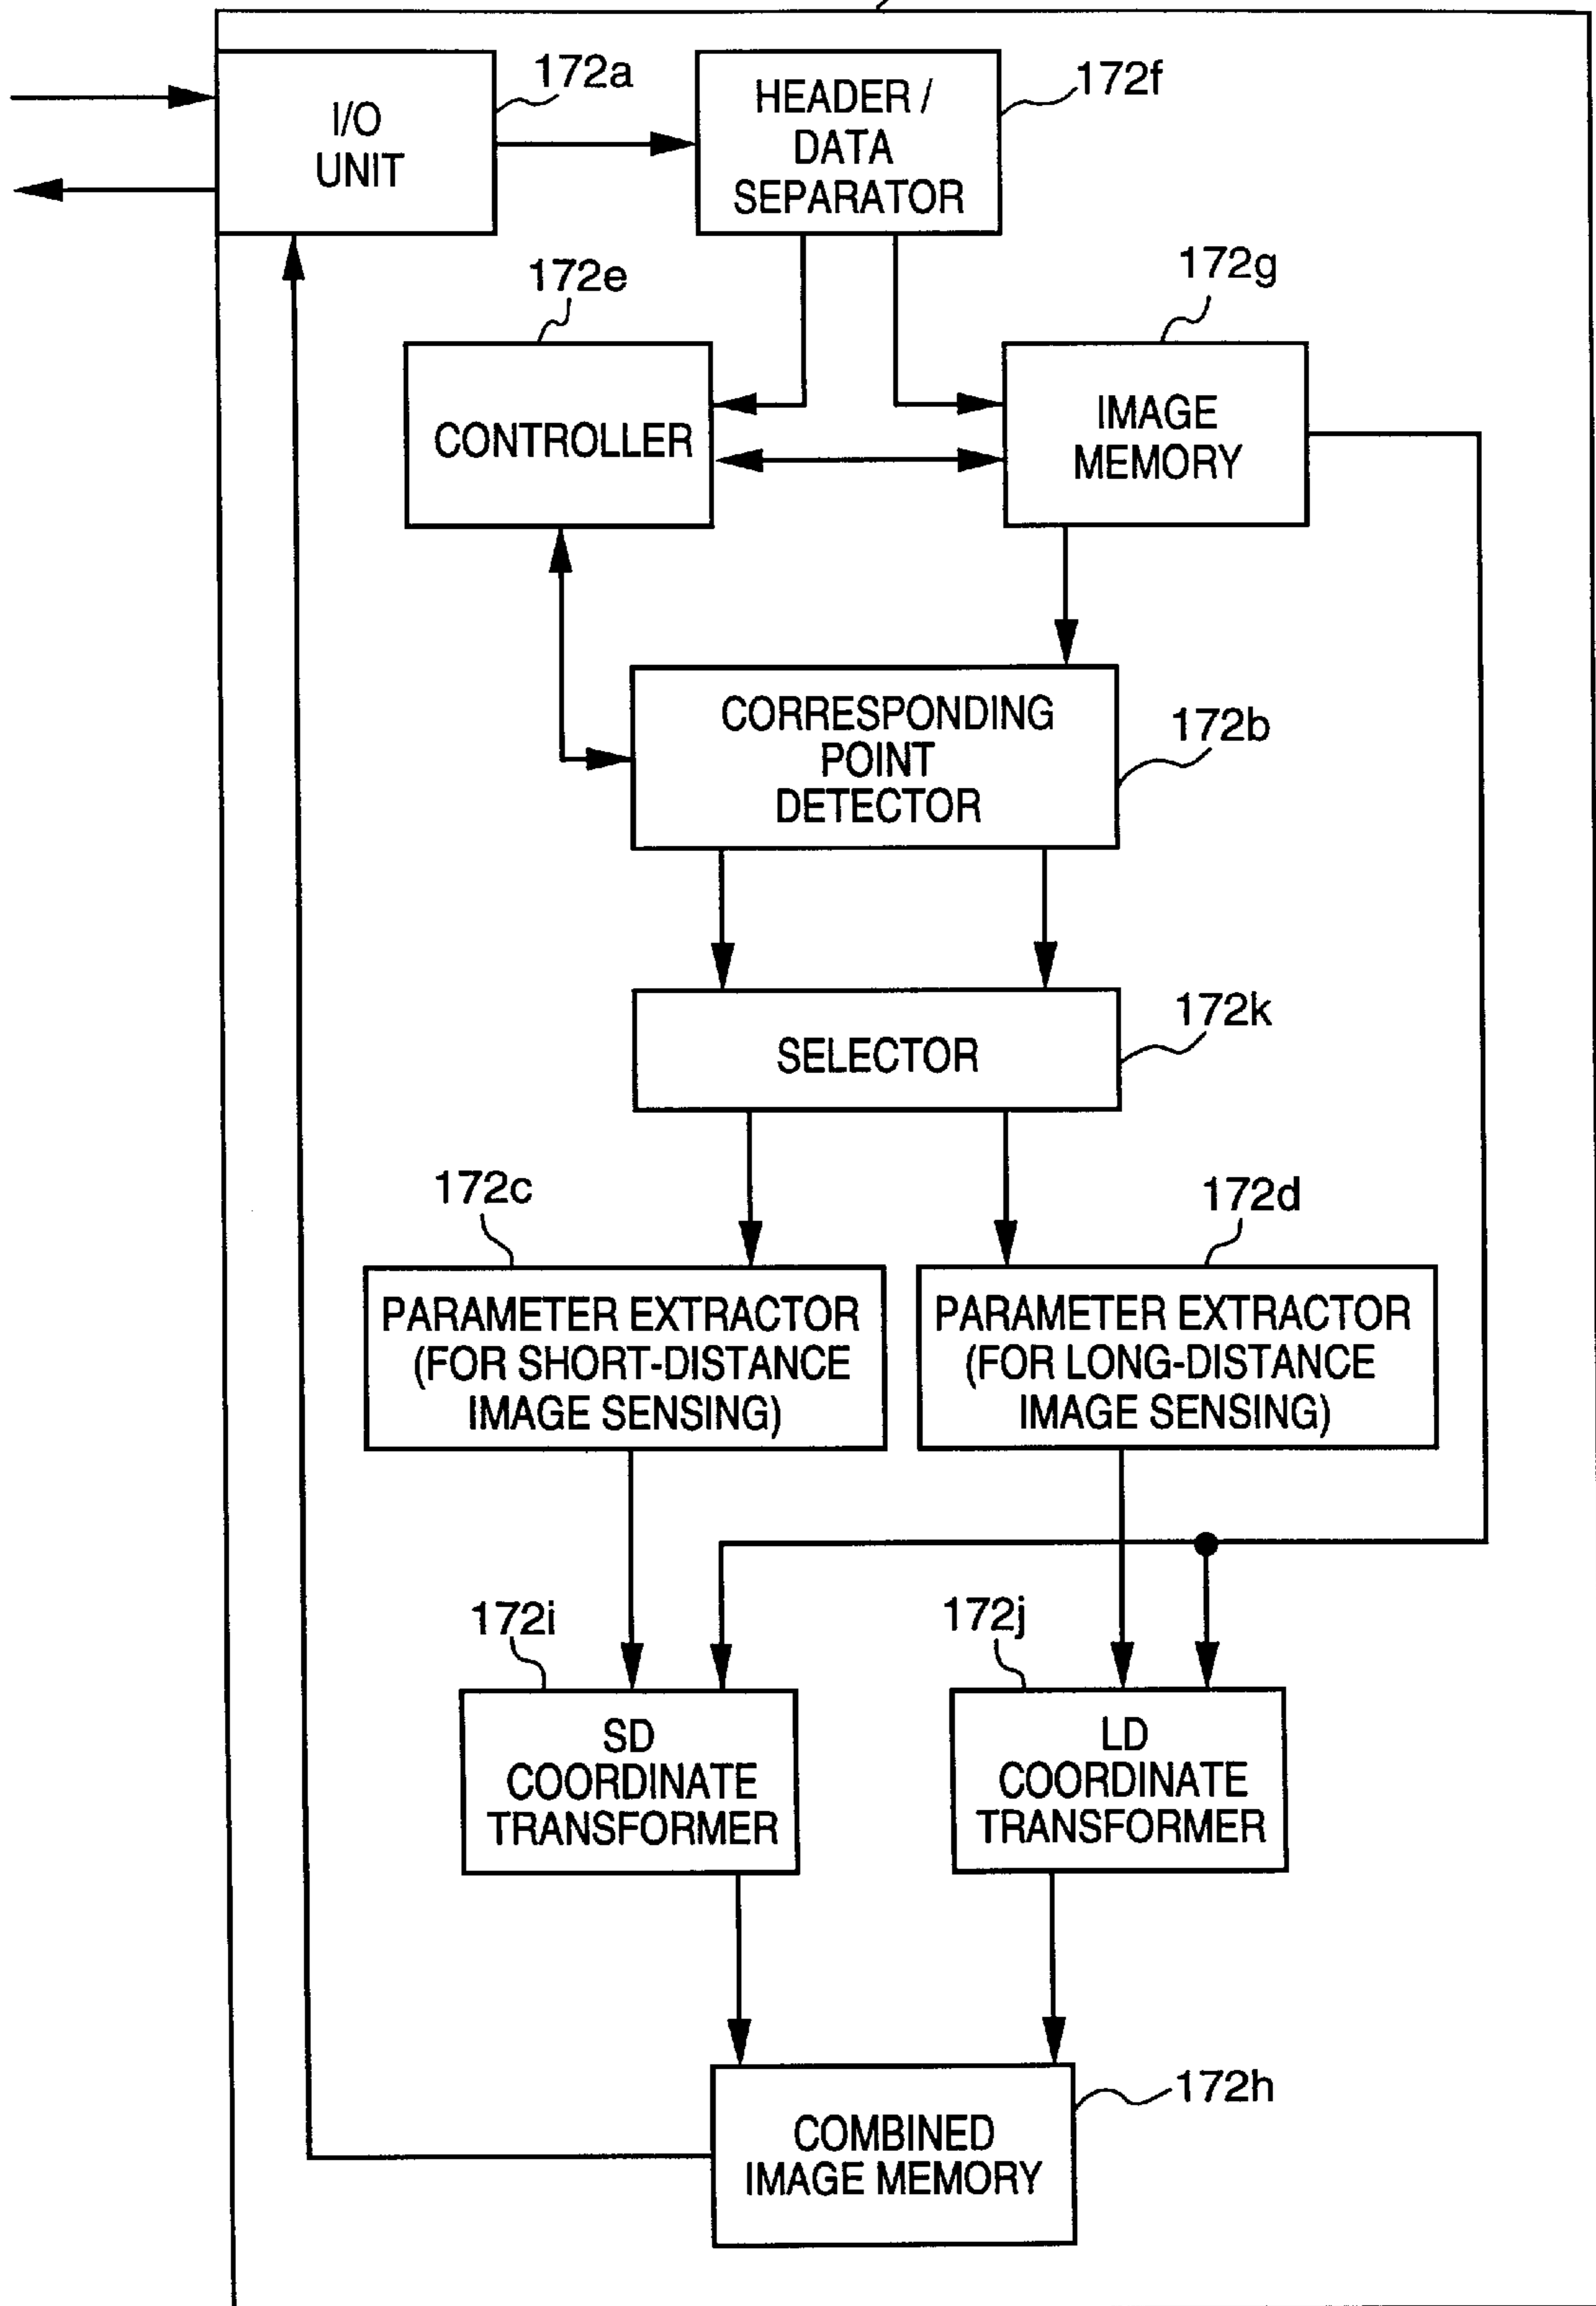 172a
I/O
UNIT
HEADER /
DATA
SEPARATOR
172f
172e
CONTROLLER
172g
IMAGE
MEMORY
CORRESPONDING
POINT
DETECTOR
172b
SELECTOR
172k
172c
PARAMETER EXTRACTOR
(FOR SHORT-DISTANCE
IMAGE SENSING)
172d
PARAMETER EXTRACTOR
(FOR LONG-DISTANCE
IMAGE SENSING)
172i
SD
COORDINATE
TRANSFORMER
172j
LD
COORDINATE
TRANSFORMER
COMBINED
IMAGE MEMORY
172h